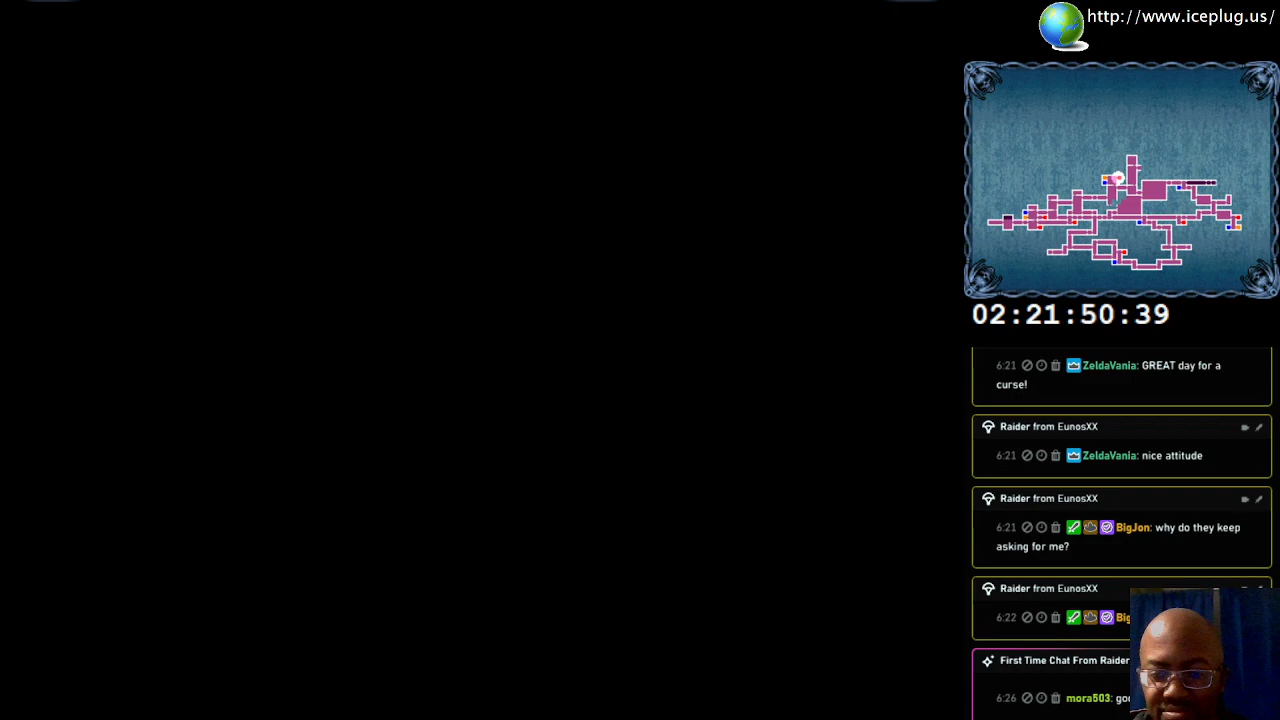 http://www.iceplug.us/
02:21:50:39
6:21 ZeldaVania: GREAT day for a
curse!
Raider from EunosXX
6:21 ZeldaVania: nice attitude
Raider from EunosXX
6:21 BigJon: why do they keep
asking for me?
Raider from EunosXX
6:22
First Time Chat From Raider
6:26 mora503: